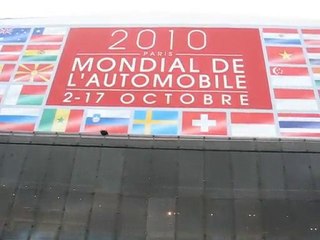 2010
PARIS
MONDIAL DE
L'AUTOMOBILE
2-17 OCTOBRE